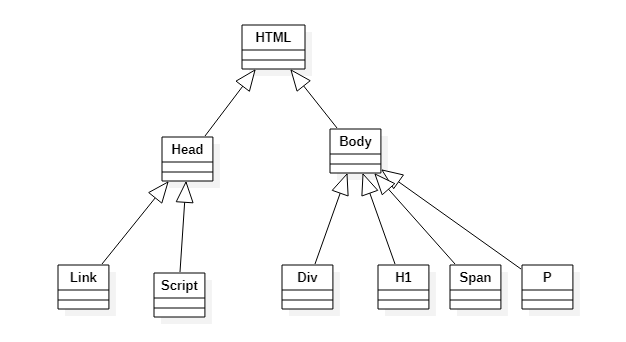 HTML
Head
Body
Link
Script
Div
H1
Span
P